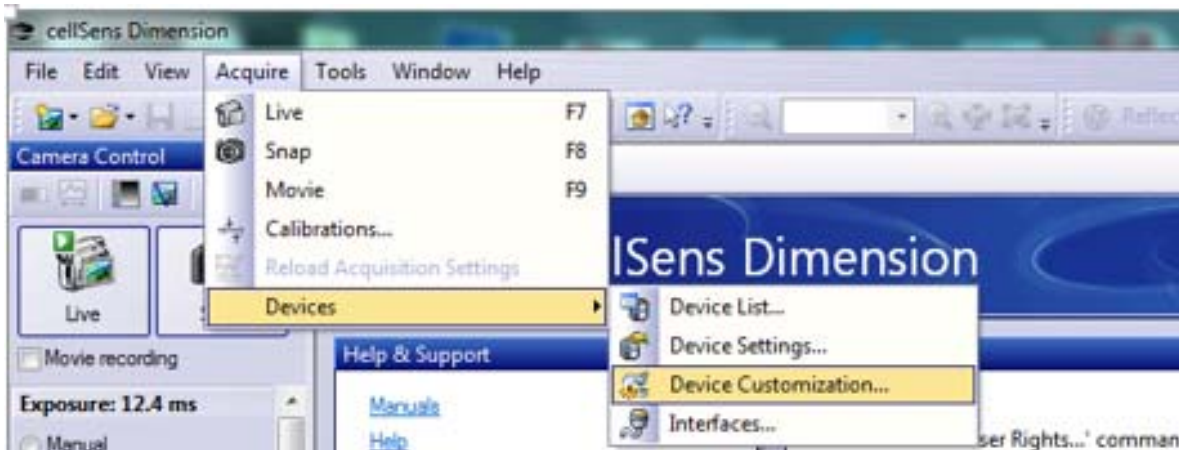 cellSens Dimension
File Edit View Acquire Tools Window Help
Live F7
Snap F8
Movie F9
Calibrations...
Reload Acquisition Settings
Devices
Device List...
Device Settings...
Device Customization...
Interfaces...
Camera Control
Live
Movie recording
Exposure: 12.4 ms
Manual
lSens Dimension
Help & Support
Manuals
Help
ser Rights...' comman